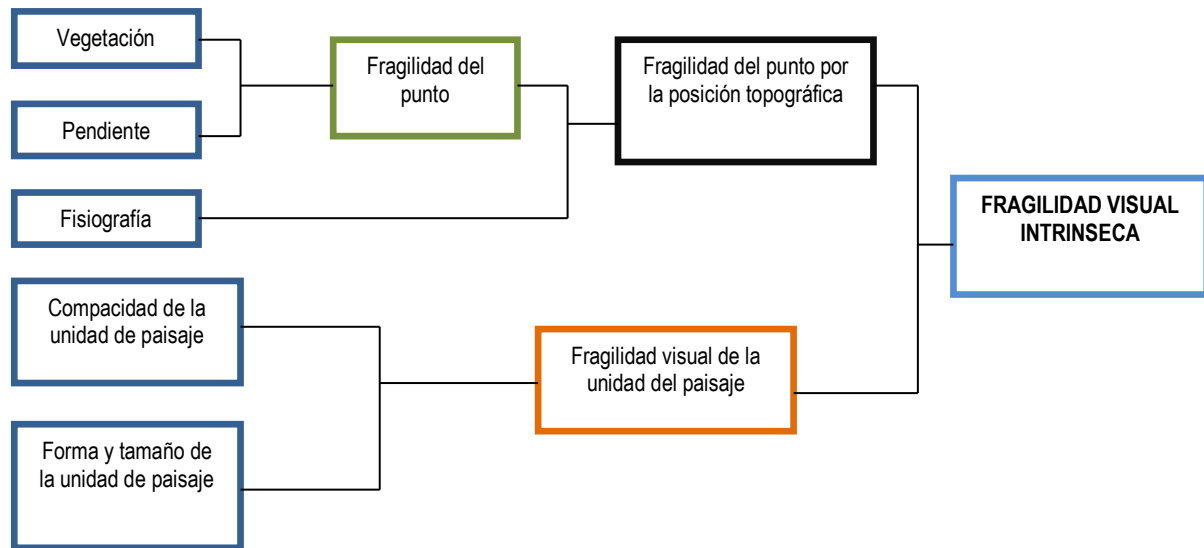 Vegetación
Pendiente
Fisiografía
Compacidad de la
unidad de paisaje
Forma y tamaño de
la unidad de paisaje
Fragilidad del
punto
Fragilidad del punto por
la posición topográfica
Fragilidad visual de la
unidad del paisaje
FRAGILIDAD VISUAL
INTRINSECA